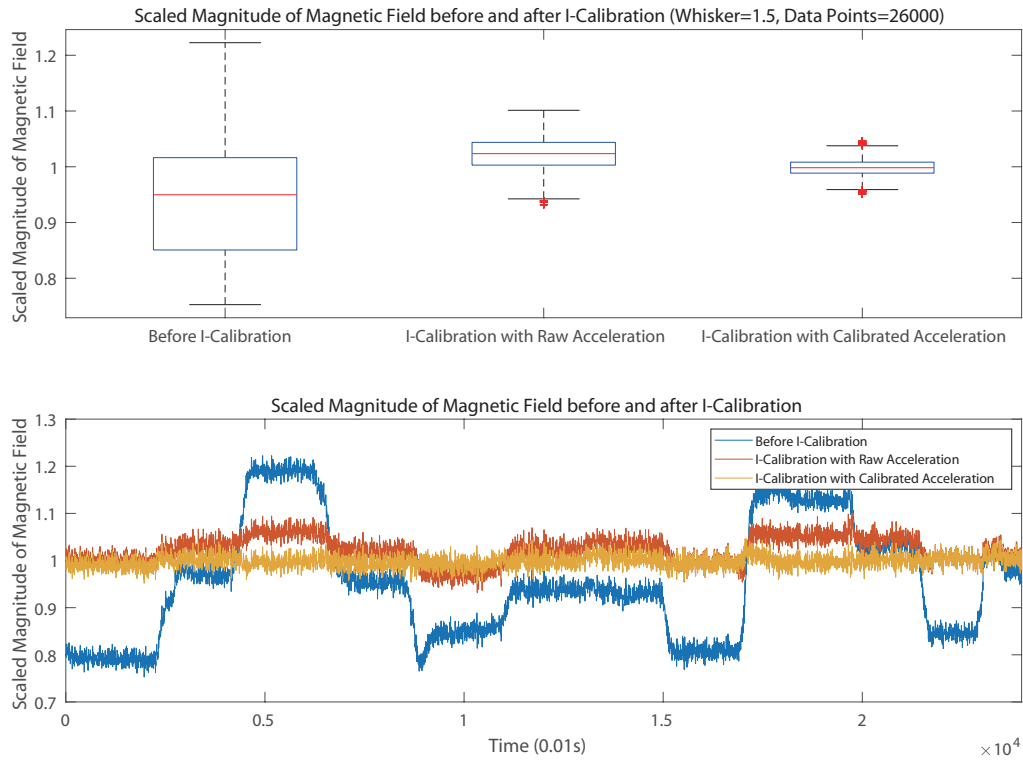 Scaled Magnitude of Magnetic Field before and after I-Calibration (Whisker=1.5, Data Points=26000)
Scaled Magnitude of Magnetic Field
1.2
1.1
1
0.9
0.8
Before I-Calibration
I-Calibration with Raw Acceleration
I-Calibration with Calibrated Acceleration
Scaled Magnitude of Magnetic Field before and after I-Calibration
Scaled Magnitude of Magnetic Field
1.3
1.2
1.1
1
0.9
0.8
0.7
Before I-Calibration
I-Calibration with Raw Acceleration
I-Calibration with Calibrated Acceleration
0 0.5 1 1.5 2
Time (0.01s)
×10^4